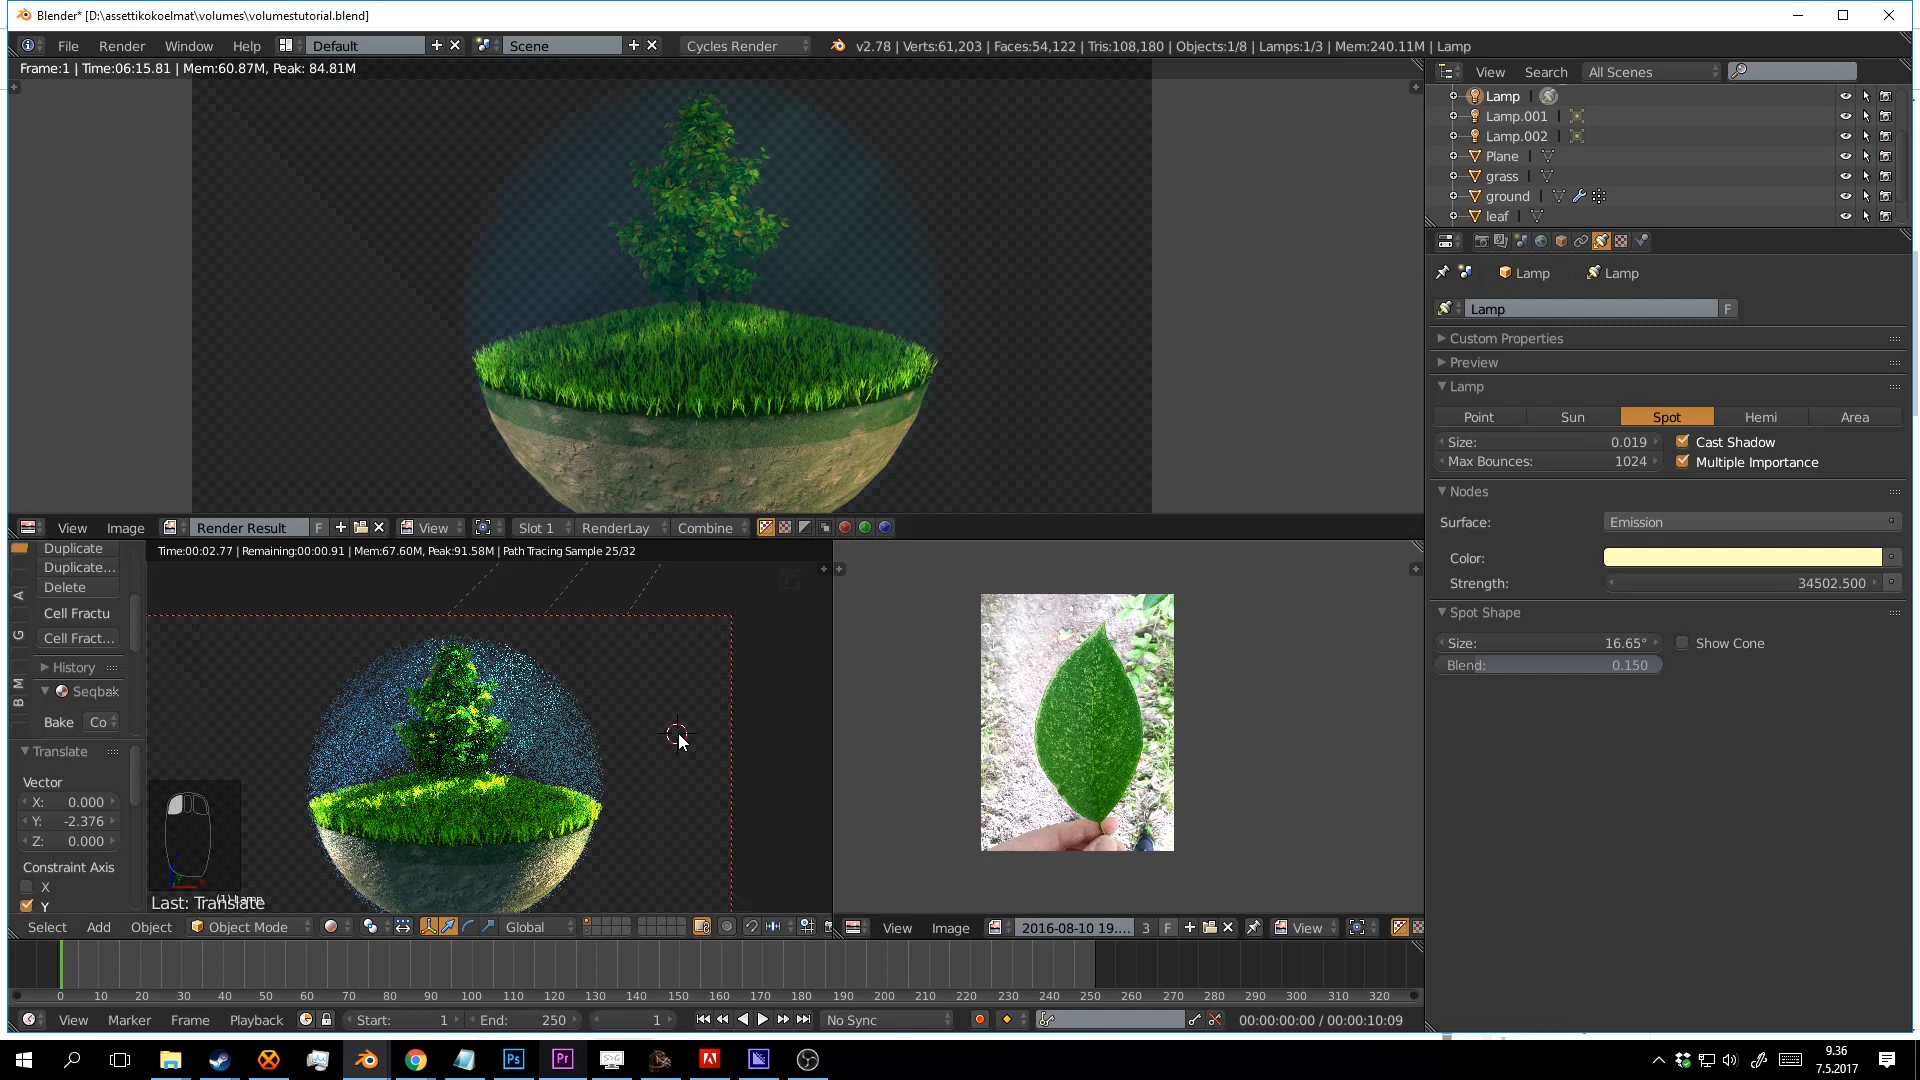 Blender* [D:\assettikokoelmat\volumes\volumestutorial.blend]
File Render Window Help Default Scene Cycles Render v2.78 | Verts:61,203 | Faces:54,122 | Tris:108,180 | Objects:1/8 | Lamps:1/3 | Mem:240.11M | Lamp
Frame:1 | Time:06:15.81 | Mem:60.87M, Peak: 84.81M
View Search All Scenes
Lamp
Lamp.001
Lamp.002
Plane
grass
ground
leaf
Lamp Lamp
Lamp F
Custom Properties
Preview
Lamp
Point Sun Spot Hemi Area
Size: 0.019 Cast Shadow
Max Bounces: 1024 Multiple Importance
Nodes
Surface: Emission
Color:
Strength: 34502.500
Spot Shape
Size: 16.65° Show Cone
Blend: 0.150
View Image Render Result F View Slot 1 RenderLay Combine
Duplicate
Duplicate...
Delete
Cell Fractu
Cell Fract...
History
Seqbak
Bake Co
Translate
Vector
X: 0.000
Y: -2.376
Z: 0.000
Constraint Axis
X
Y
A
G
M
B
Time:00:02.77 | Remaining:00:00.91 | Mem:67.60M, Peak:91.58M | Path Tracing Sample 25/32
(1) Lamp
Last: Translate
Select Add Object Object Mode Global
View Image 2016-08-10 19.... 3 F View
0 10 20 30 40 50 60 70 80 90 100 110 120 130 140 150 160 170 180 190 200 210 220 230 240 250 260 270 280 290 300 310 320
View Marker Frame Playback Start: 1 End: 250 1 No Sync 00:00:00:00 / 00:00:10:09
Ps Pr
9.36
7.5.2017